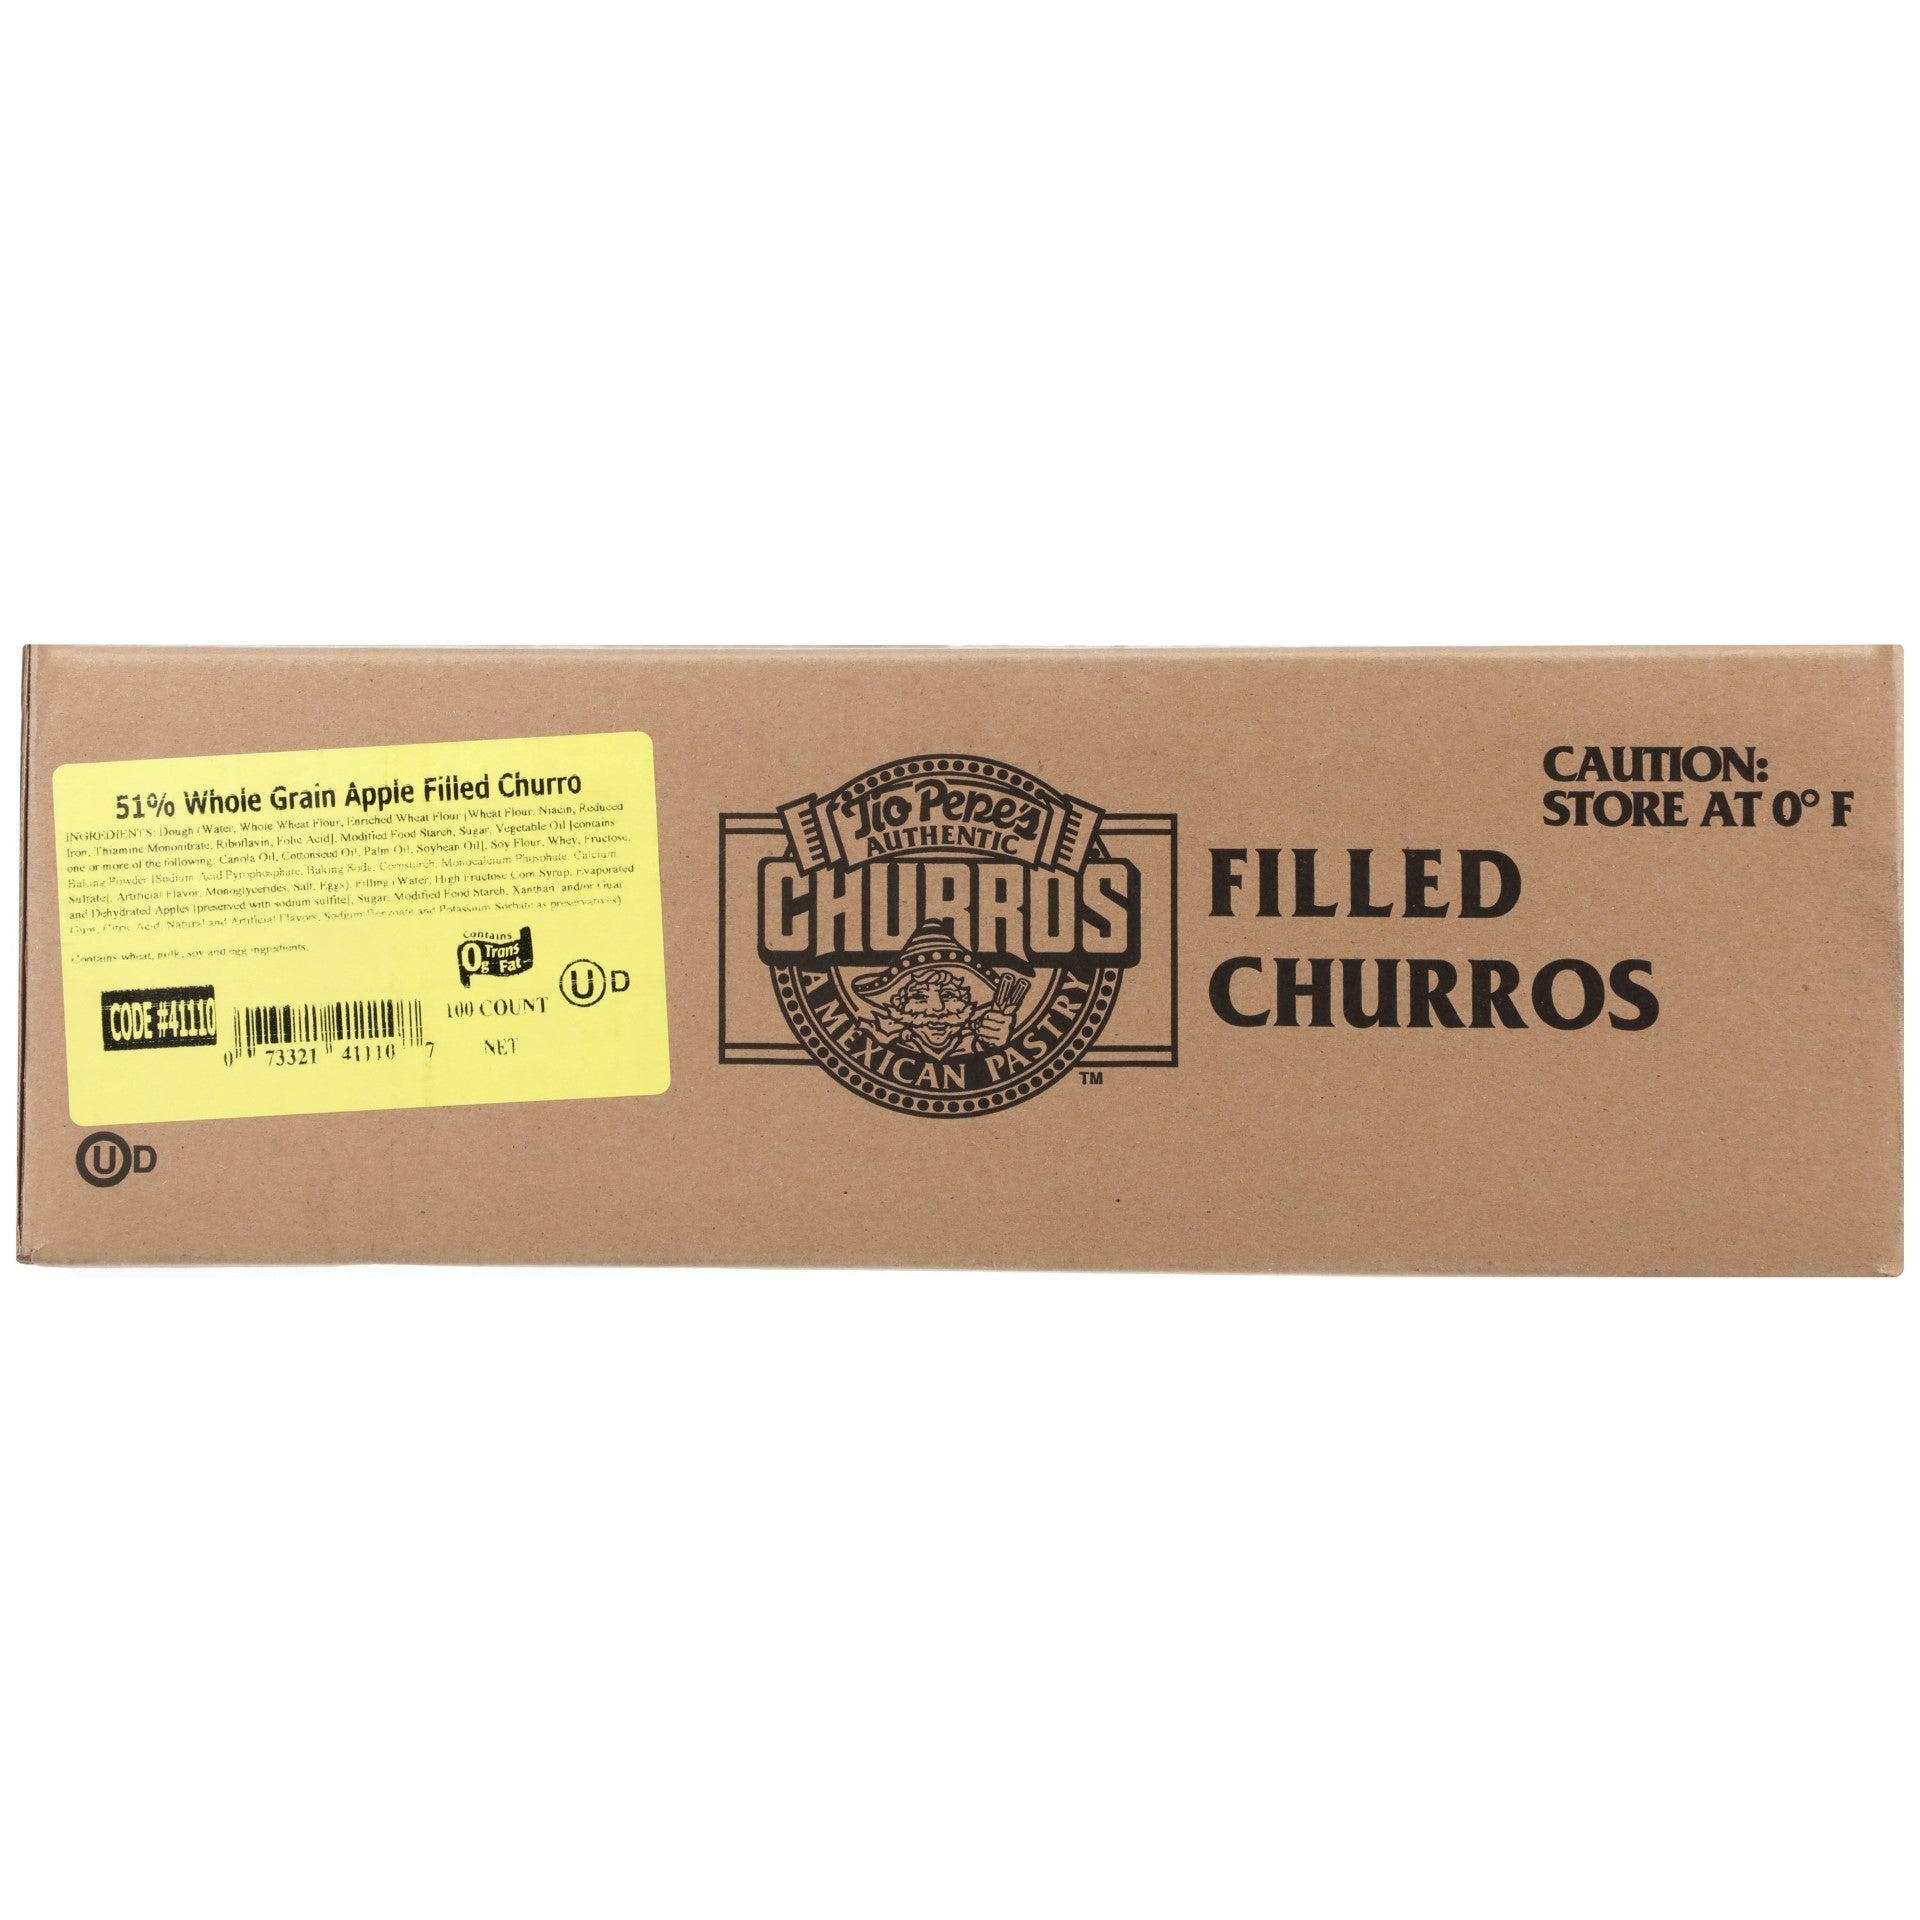 51% Whole Grain Apple Filled Churro
INGREDIENTS: Dough (Water, Whole Wheat Flour, Enriched Wheat Flour [Wheat Flour, Niacin, Reduced
Iron, Thiamine Mononitrate, Riboflavin, Folic Acid], Modified Food Starch, Sugar, Vegetable Oil [contains
one or more of the following: Canola Oil, Cottonseed Oil, Palm Oil, Soybean Oil], Soy Flour, Whey, Fructose,
Baking Powder [Sodium Acid Pyrophosphate, Baking Soda, Cornstarch, Monocalcium Phosphate, Calcium
Sulfate], Artificial Flavor, Monoglycerides, Salt, Eggs). Filling (Water, High Fructose Corn Syrup, Evaporated
and Dehydrated Apples [preserved with sodium sulfite], Sugar, Modified Food Starch, Xanthan and/or Guar
Gum, Citric Acid, Natural and Artificial Flavors, Sodium Benzoate and Potassium Sorbate as preservatives)
Contains wheat, milk, soy and egg ingredients.
Contains
0g Trans
Fat
U D
CODE #41110
100 COUNT
NET
0 73321 41110 7
U D
Tio Pepe's
AUTHENTIC
CHURROS
A MEXICAN PASTRY
TM
FILLED
CHURROS
CAUTION:
STORE AT 0° F